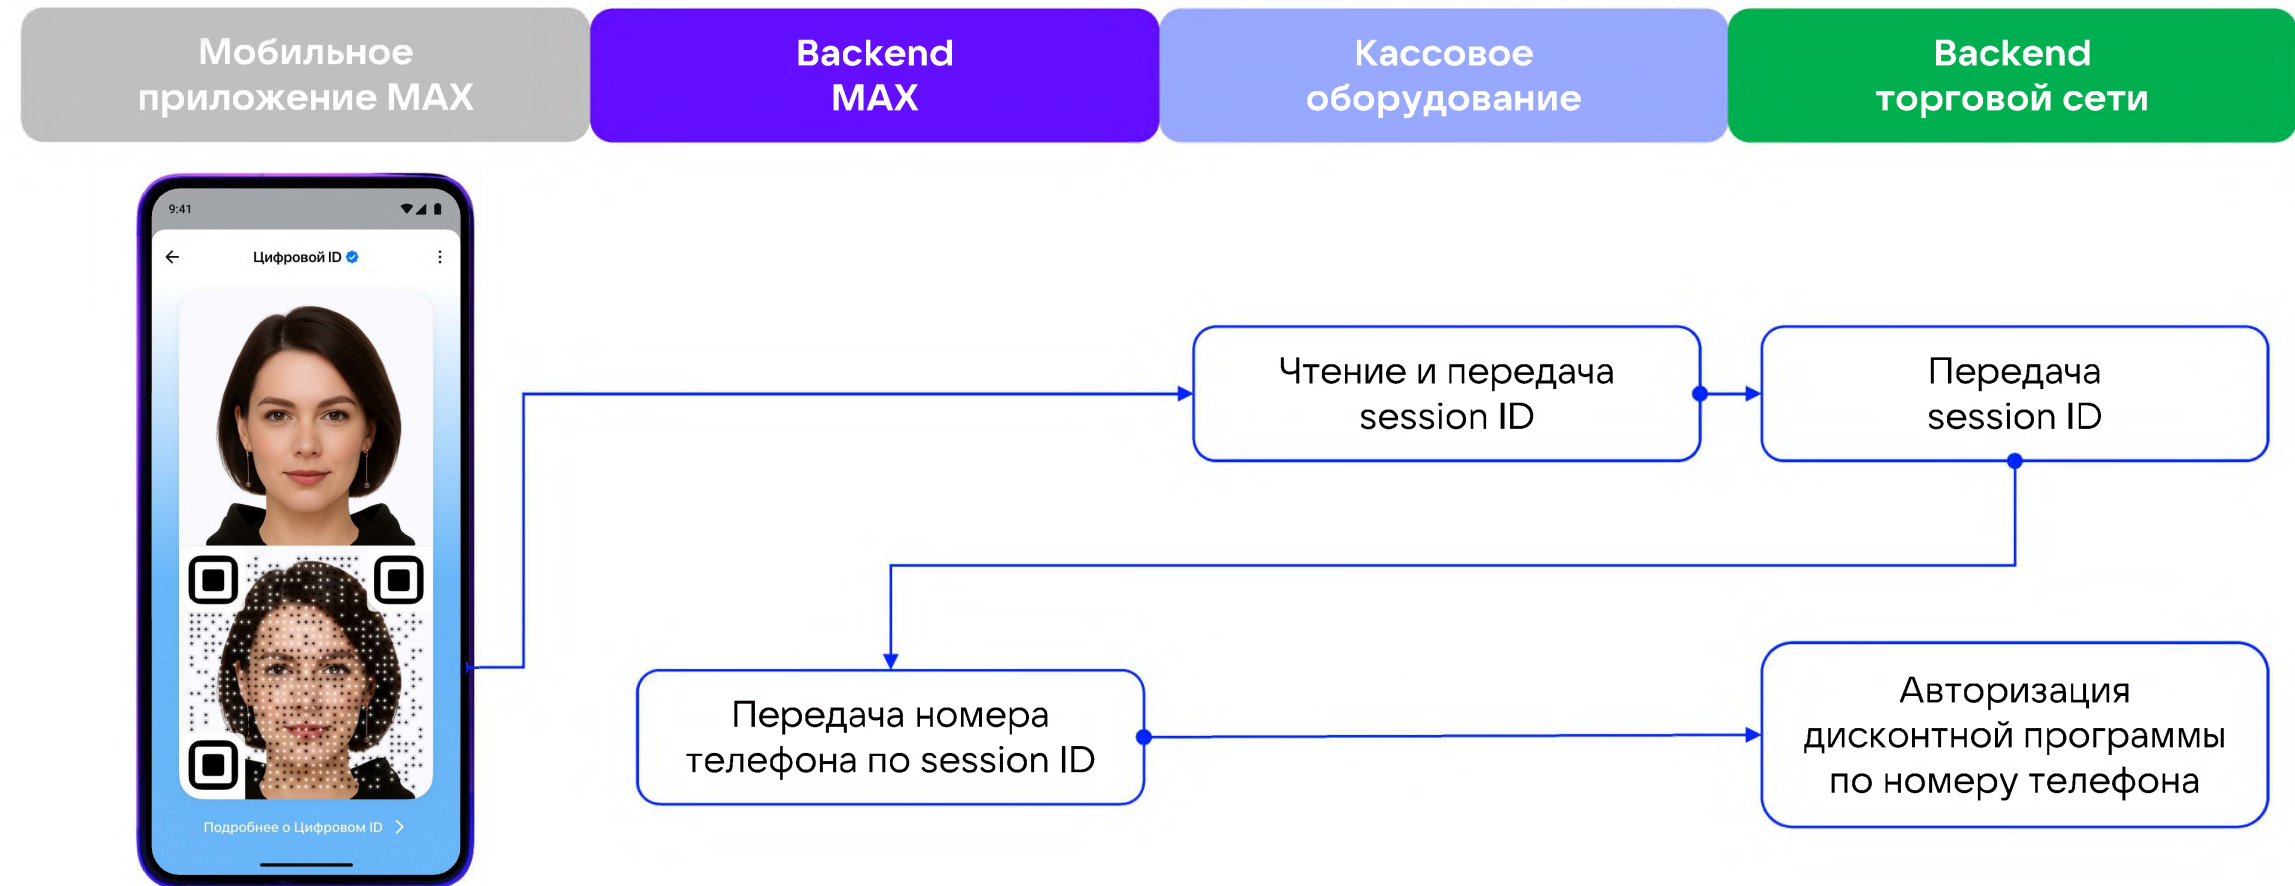 Мобильное
приложение MAX
Backend
MAX
Кассовое
оборудование
Backend
торговой сети
9:41
Цифровой ID
Чтение и передача
session ID
Передача
session ID
Передача номера
телефона по session ID
Авторизация
дисконтной программы
по номеру телефона
Подробнее о Цифровом ID